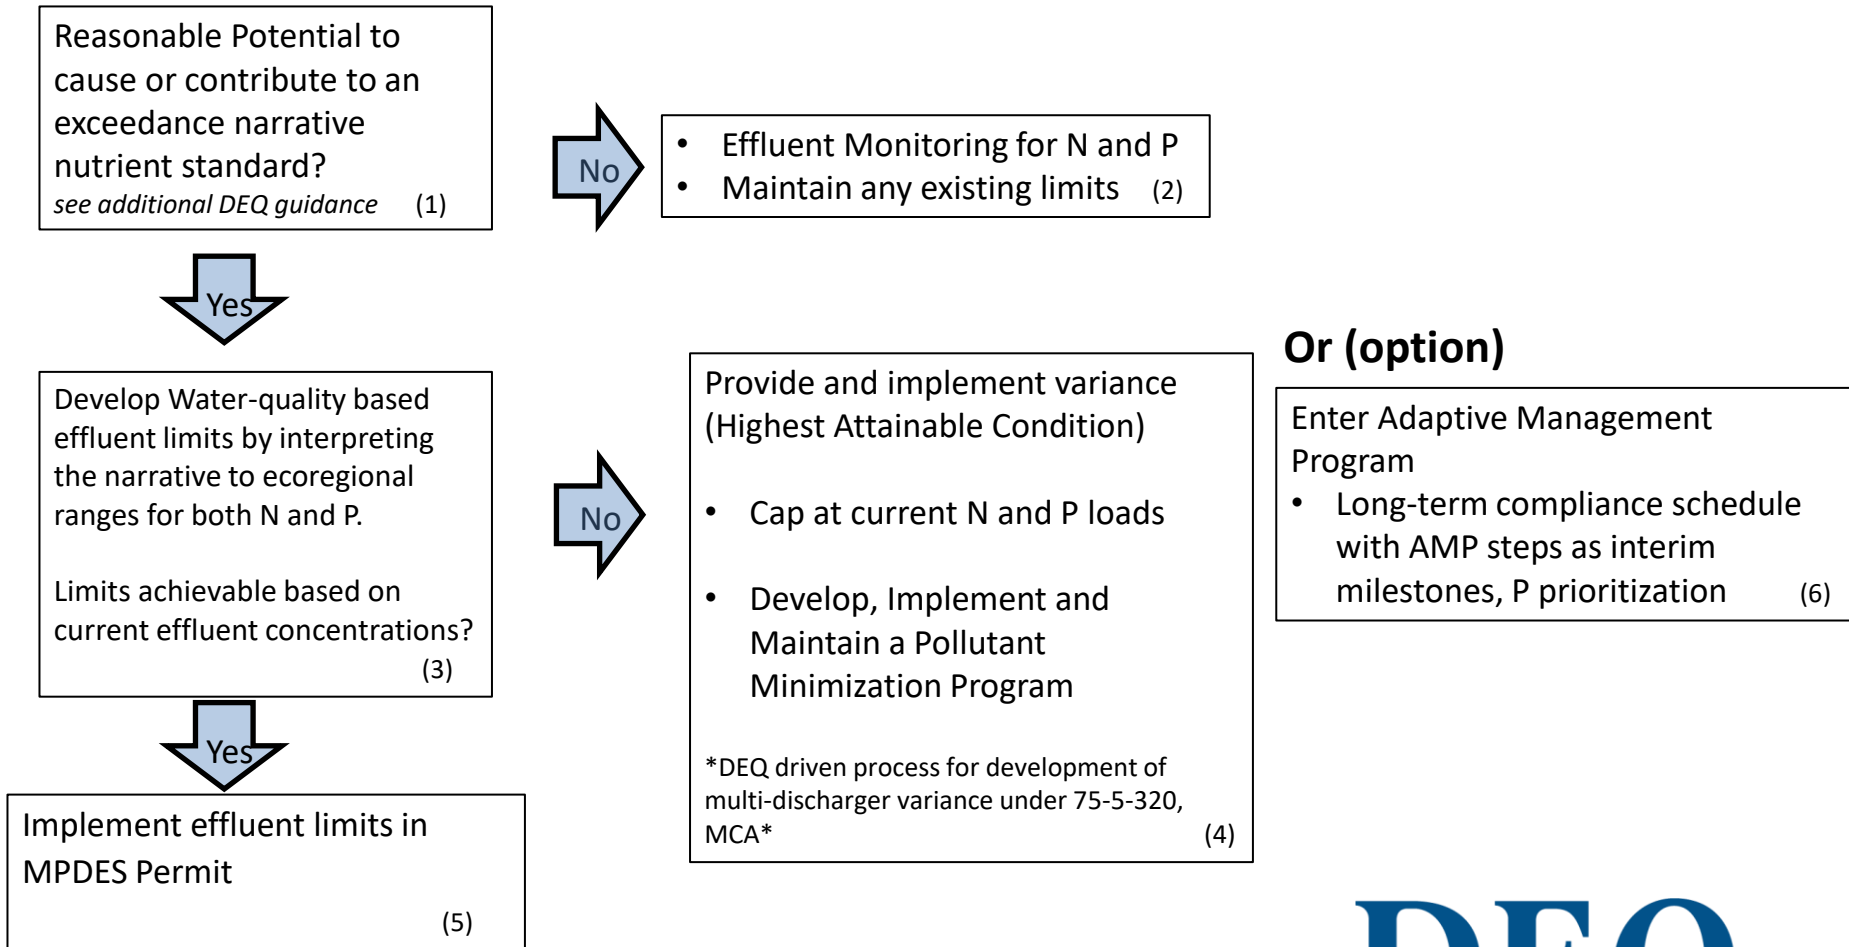 Reasonable Potential to
cause or contribute to an
exceedance narrative
nutrient standard?
see additional DEQ guidance (1)
No
• Effluent Monitoring for N and P
• Maintain any existing limits (2)
Yes
Develop Water-quality based
effluent limits by interpreting
the narrative to ecoregional
ranges for both N and P.
Limits achievable based on
current effluent concentrations?
(3)
No
Provide and implement variance
(Highest Attainable Condition)
• Cap at current N and P loads
• Develop, Implement and
Maintain a Pollutant
Minimization Program
*DEQ driven process for development of
multi-discharger variance under 75-5-320,
MCA* (4)
Or (option)
Enter Adaptive Management
Program
• Long-term compliance schedule
with AMP steps as interim
milestones, P prioritization (6)
Yes
Implement effluent limits in
MPDES Permit
(5)
DEQ